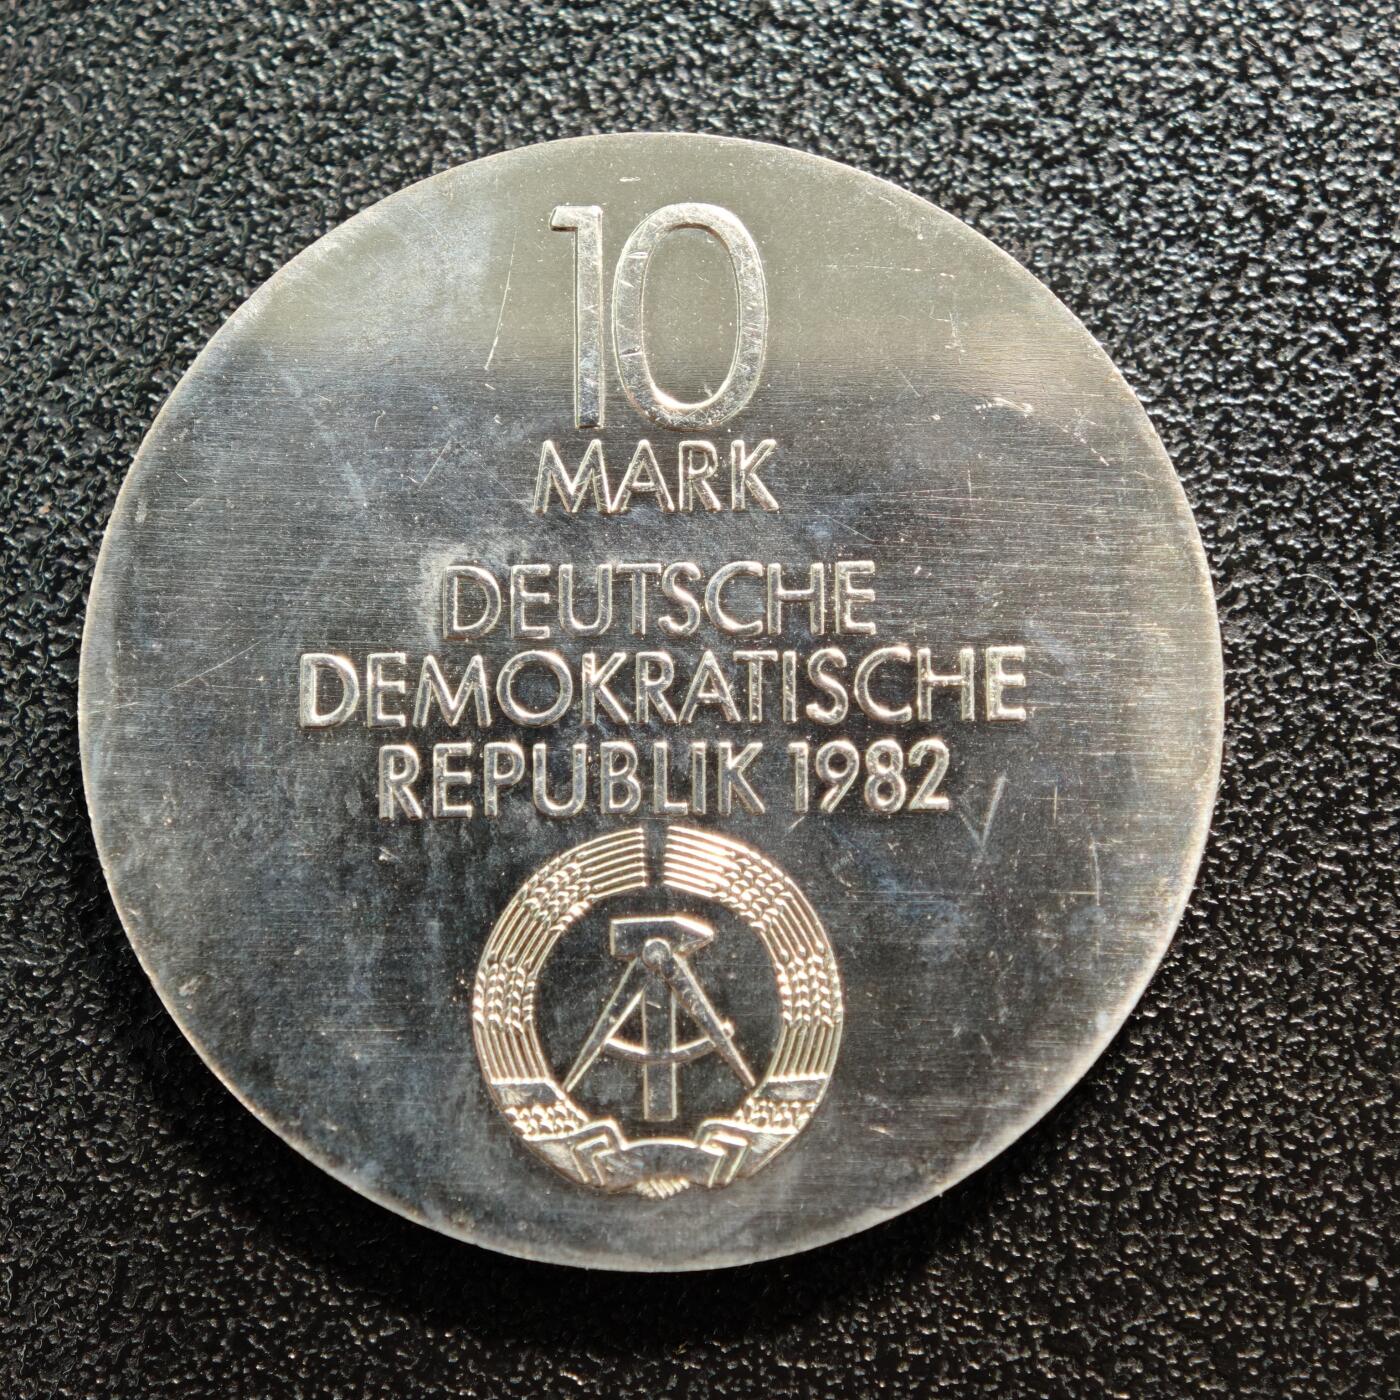 10
MARK
DEUTSCHE
DEMOKRATISCHE
REPUBLIK 1982